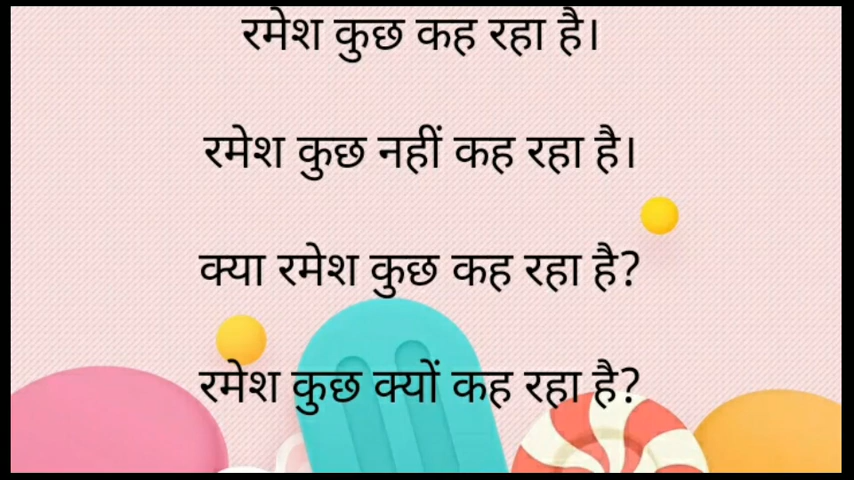 रमेश कुछ कह रहा है।
रमेश कुछ नहीं कह रहा है।
क्या रमेश कुछ कह रहा है?
रमेश कुछ क्यों कह रहा है?